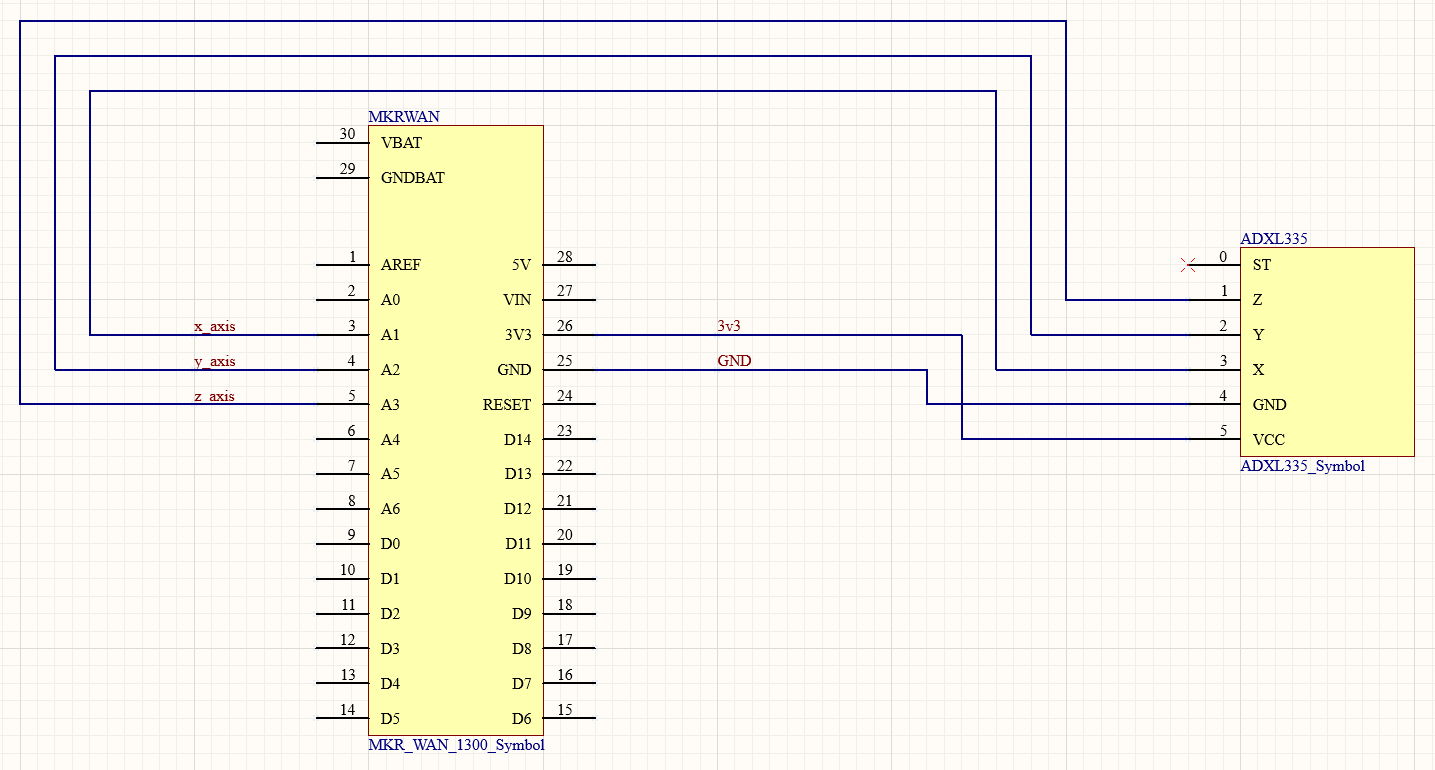 MKRWAN
30 VBAT
29 GNDBAT
ADXL335
1 AREF 5V 28 0 ST
2 A0 VIN 27 1 Z
x_axis 3 A1 3V3 26 3v3 2 Y
y_axis 4 A2 GND 25 GND 3 X
z_axis 5 A3 RESET 24 4 GND
6 A4 D14 23 5 VCC
ADXL335_Symbol
7 A5 D13 22
8 A6 D12 21
9 D0 D11 20
10 D1 D10 19
11 D2 D9 18
12 D3 D8 17
13 D4 D7 16
14 D5 D6 15
MKR_WAN_1300_Symbol